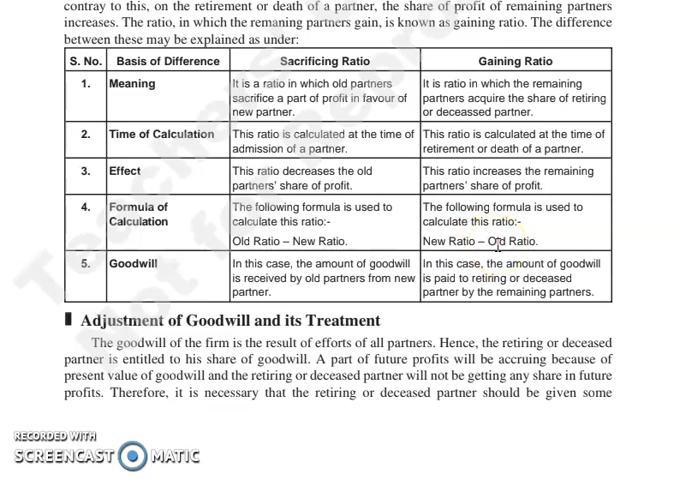 contray to this, on the retirement or death of a partner, the share of profit of remaining partners
increases. The ratio, in which the remaning partners gain, is known as gaining ratio. The difference
between these may be explained as under:
S. No. Basis of Difference Sacrificing Ratio Gaining Ratio
1. Meaning It is a ratio in which old partners It is ratio in which the remaining
sacrifice a part of profit in favour of partners acquire the share of retiring
new partner. or deceassed partner.
2. Time of Calculation This ratio is calculated at the time of This ratio is calculated at the time of
admission of a partner. retirement or death of a partner.
3. Effect This ratio decreases the old This ratio increases the remaining
partners' share of profit. partners' share of profit.
4. Formula of The following formula is used to The following formula is used to
Calculation calculate this ratio:- calculate this ratio:-
Old Ratio – New Ratio. New Ratio – Old Ratio.
5. Goodwill In this case, the amount of goodwill In this case, the amount of goodwill
is received by old partners from new is paid to retiring or deceased
partner. partner by the remaining partners.
Adjustment of Goodwill and its Treatment
The goodwill of the firm is the result of efforts of all partners. Hence, the retiring or deceased
partner is entitled to his share of goodwill. A part of future profits will be accruing because of
present value of goodwill and the retiring or deceased partner will not be getting any share in future
profits. Therefore, it is necessary that the retiring or deceased partner should be given some
RECORDED WITH
SCREENCAST MATIC